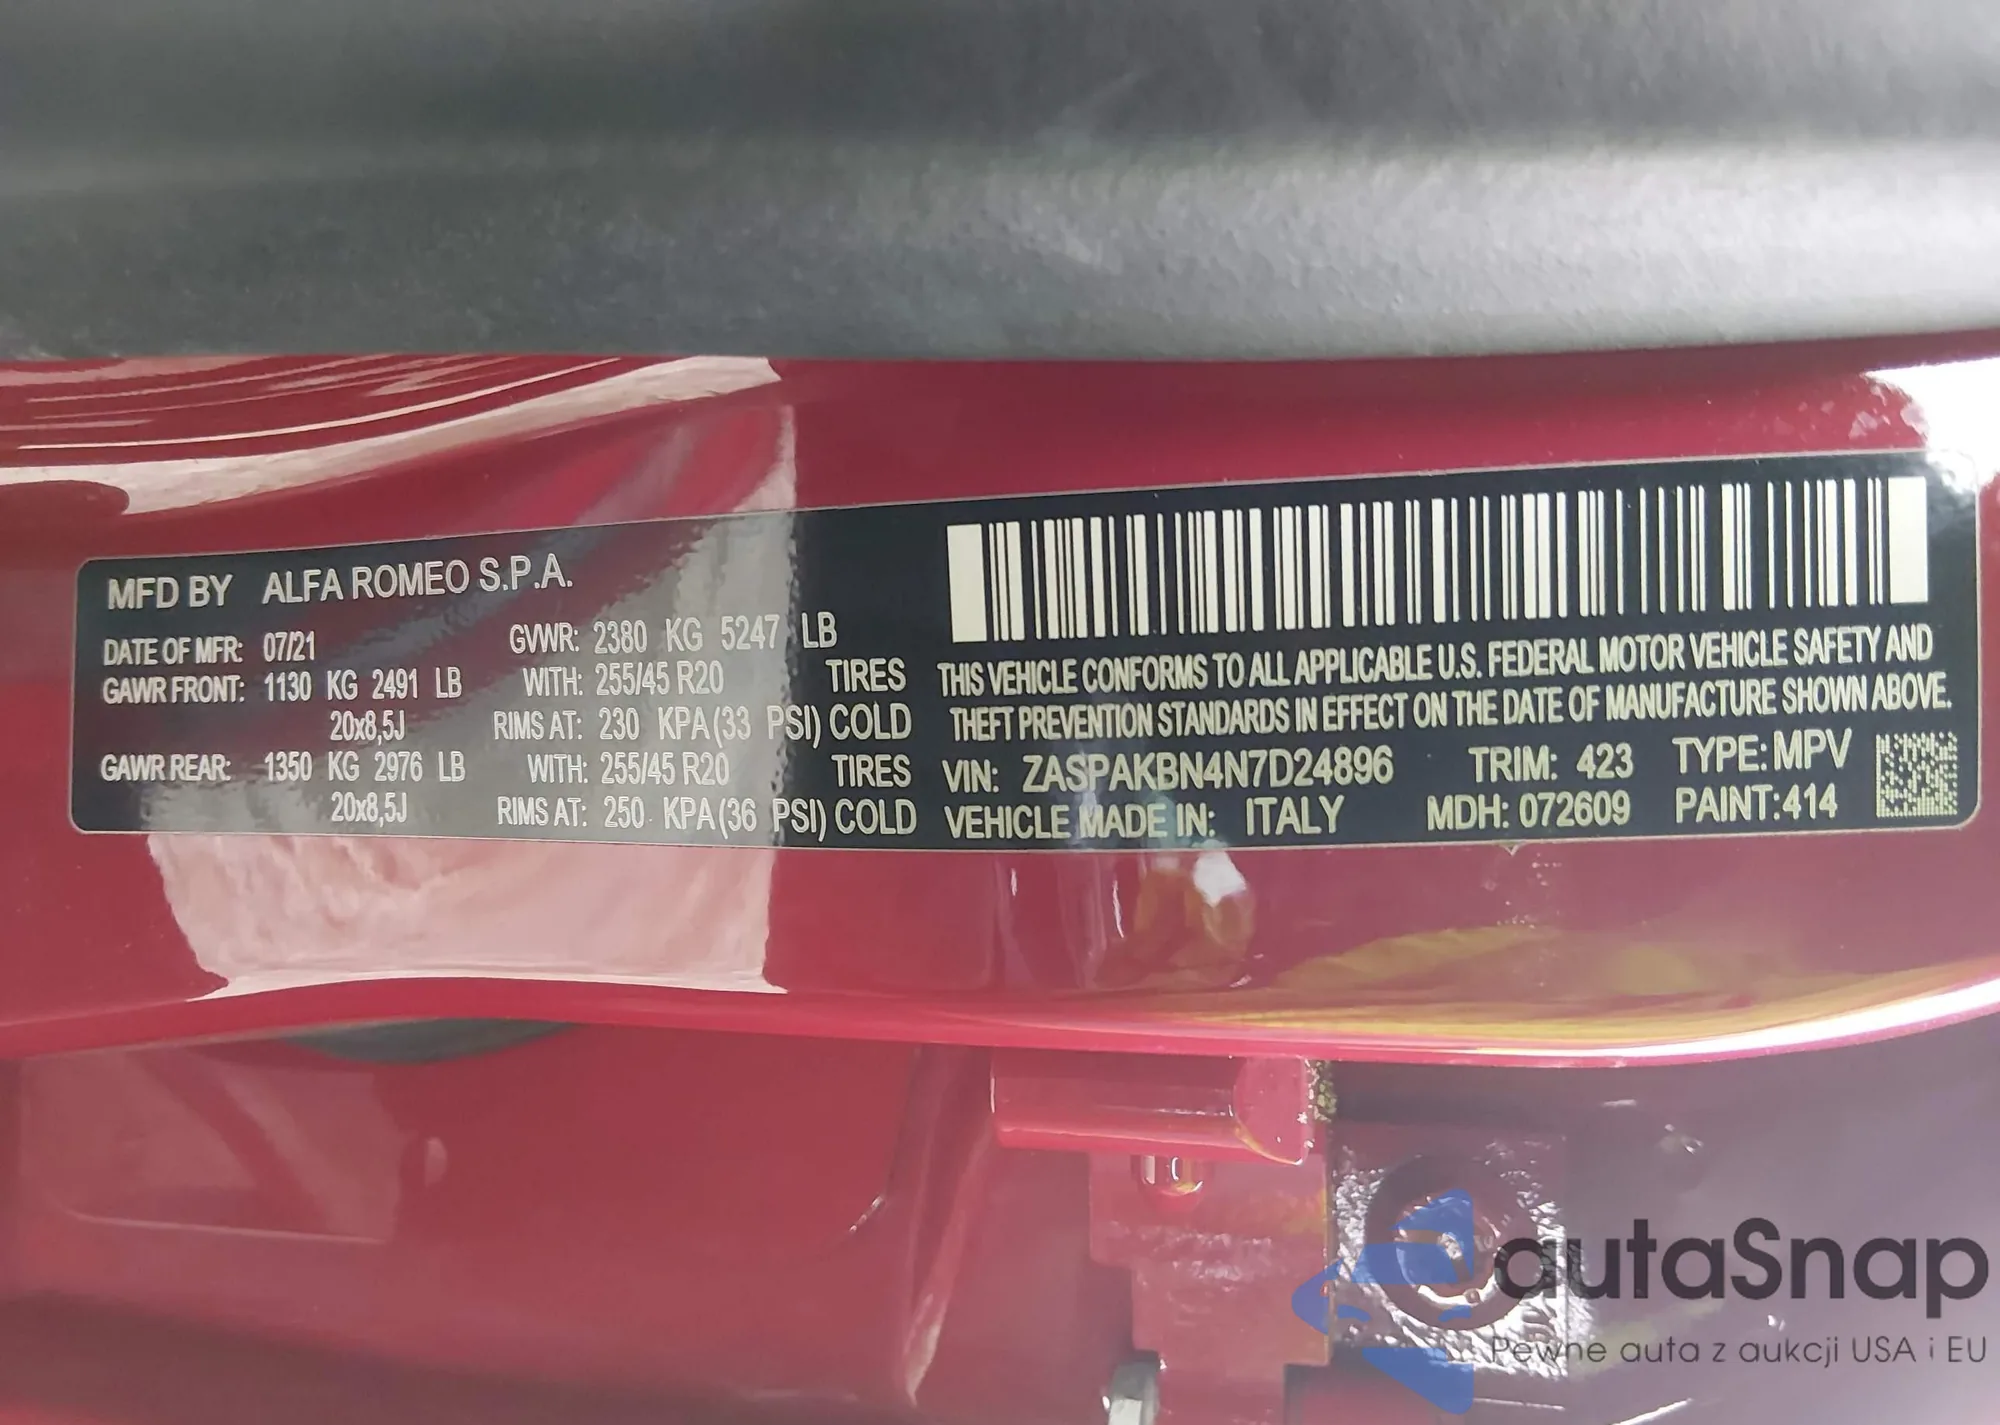 MFD BY ALFA ROMEO S.P.A.
DATE OF MFR: 07/21 GVWR: 2380 KG 5247 LB
GAWR FRONT: 1130 KG 2491 LB WITH: 255/45 R20 TIRES
20x8,5J RIMS AT: 230 KPA(33 PSI) COLD
GAWR REAR: 1350 KG 2976 LB WITH: 255/45 R20 TIRES
20x8,5J RIMS AT: 250 KPA(36 PSI) COLD
THIS VEHICLE CONFORMS TO ALL APPLICABLE U.S. FEDERAL MOTOR VEHICLE SAFETY AND
THEFT PREVENTION STANDARDS IN EFFECT ON THE DATE OF MANUFACTURE SHOWN ABOVE.
VIN: ZASPAKBN4N7D24896 TRIM: 423 TYPE: MPV
VEHICLE MADE IN: ITALY MDH: 072609 PAINT:414
autaSnap
Pewne auta z aukcji USA i EU